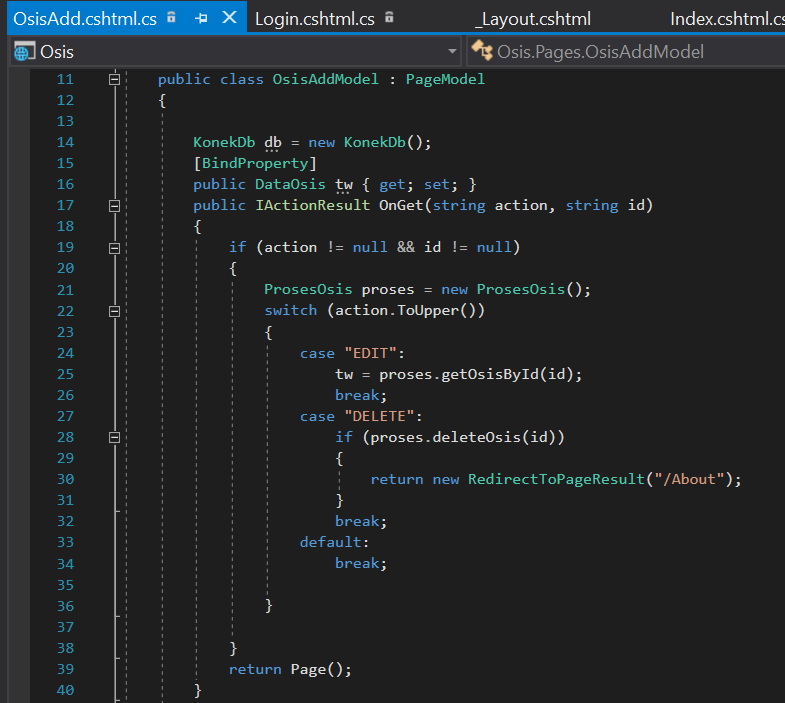 OsisAdd.cshtml.cs Login.cshtml.cs _Layout.cshtml Index.cshtml.cs
Osis Osis.Pages.OsisAddModel
11 public class OsisAddModel : PageModel
12 {
13
14 KonekDb db = new KonekDb();
15 [BindProperty]
16 public DataOsis tw { get; set; }
17 public IActionResult OnGet(string action, string id)
18 {
19 if (action != null && id != null)
20 {
21 ProsesOsis proses = new ProsesOsis();
22 switch (action.ToUpper())
23 {
24 case "EDIT":
25 tw = proses.getOsisById(id);
26 break;
27 case "DELETE":
28 if (proses.deleteOsis(id))
29 {
30 return new RedirectToPageResult("/About");
31 }
32 break;
33 default:
34 break;
35
36 }
37
38 }
39 return Page();
40 }